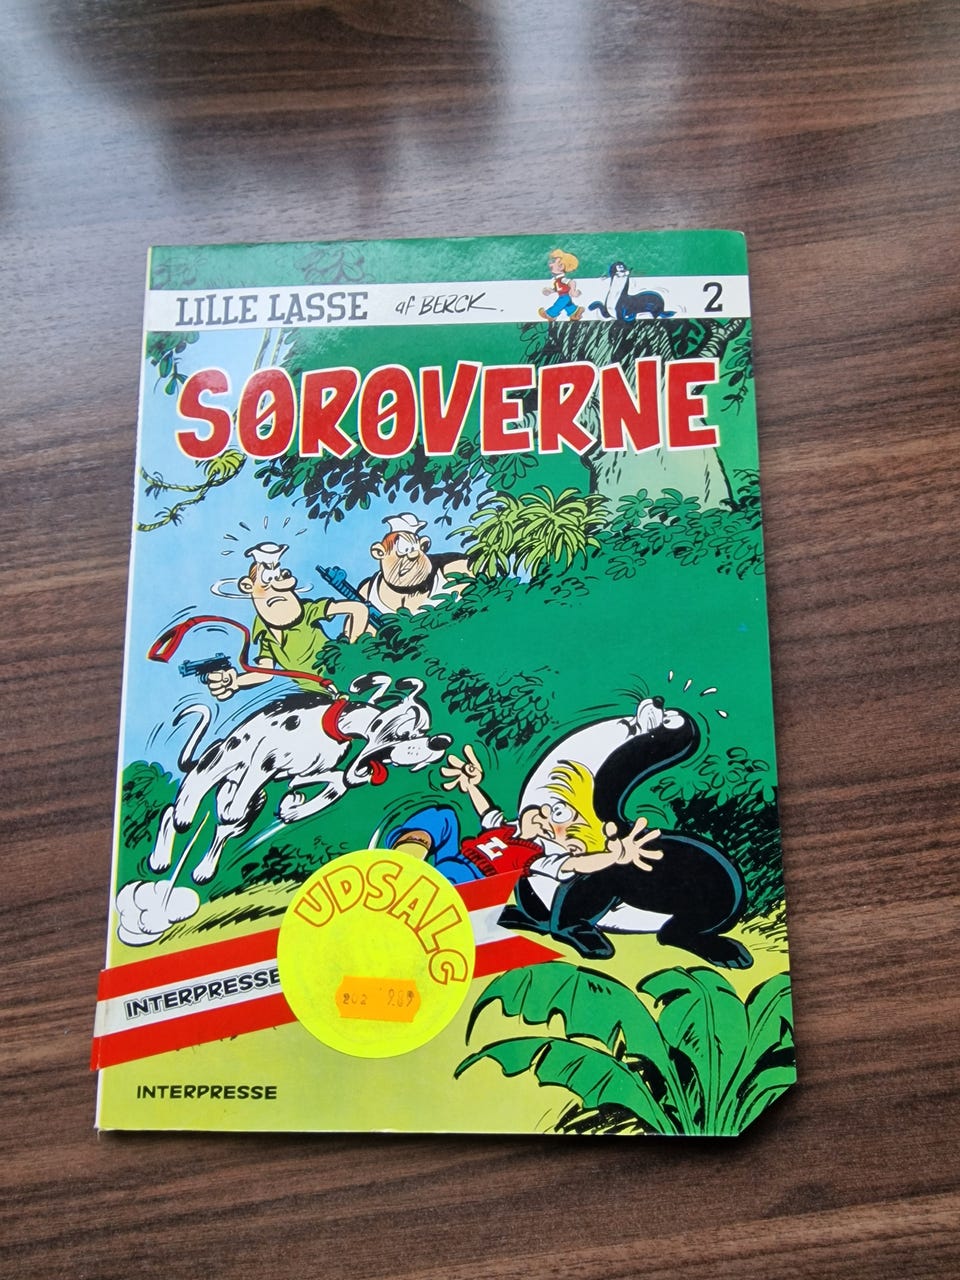 LILLE LASSE af BERCK. 2
SØRØVERNE
UDSALG
INTERPRESSE
INTERPRESSE